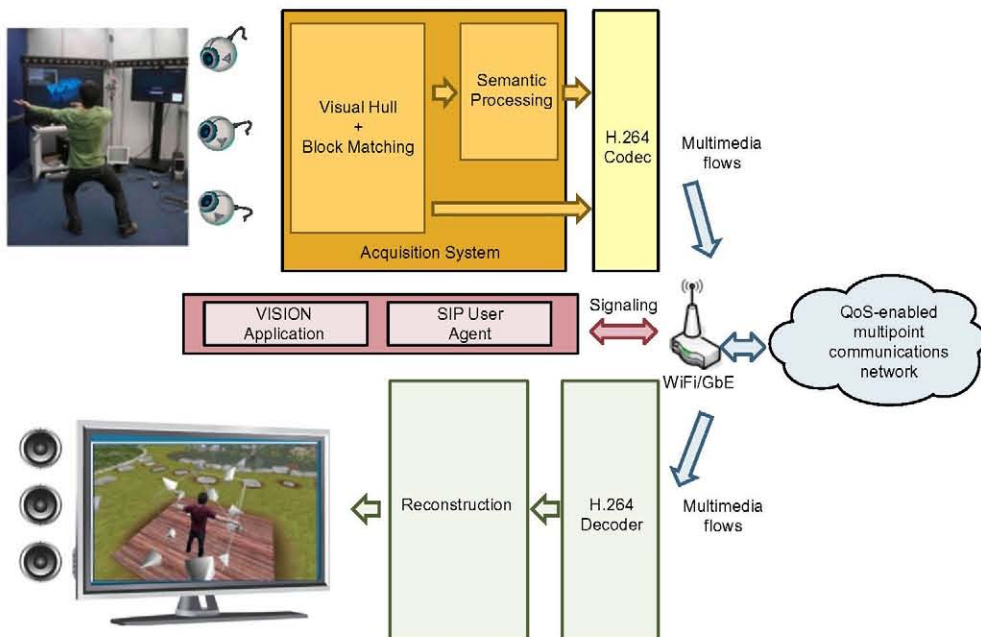 Visual Hull
+
Block Matching
Semantic
Processing
Acquisition System
H.264
Codec
Multimedia
flows
VISION
Application
SIP User
Agent
Signaling
WiFi/GbE
QoS-enabled
multipoint
communications
network
Reconstruction
H.264
Decoder
Multimedia
flows